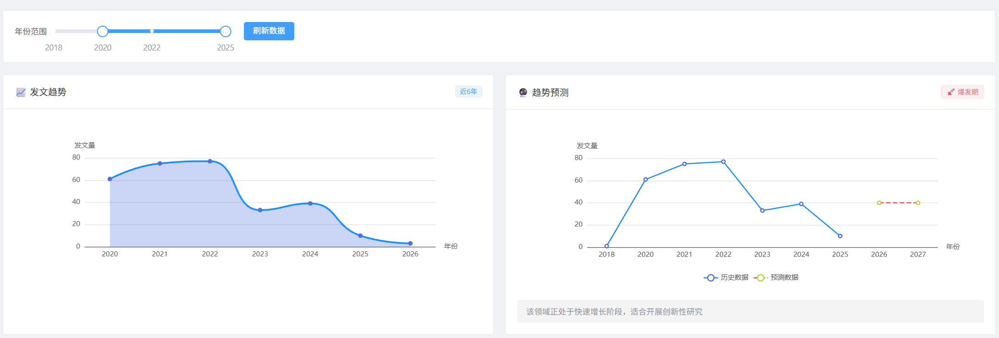 年份范围
2018 2020 2022 2025
刷新数据
发文趋势
近6年
发文量
80
60
40
20
0
2020 2021 2022 2023 2024 2025 2026
年份
趋势预测
爆发期
发文量
80
60
40
20
0
2018 2020 2021 2022 2023 2024 2025 2026 2027
年份
历史数据 预测数据
该领域正处于快速增长阶段，适合开展创新性研究